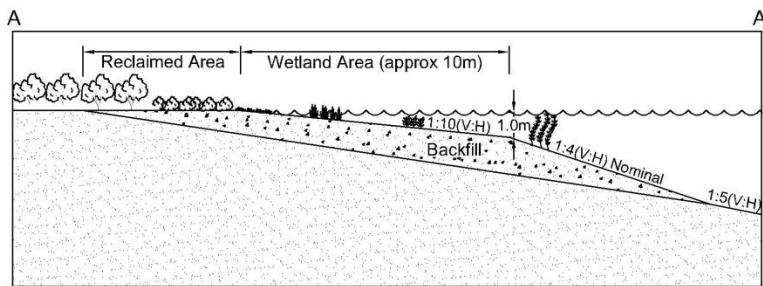 A A
Reclaimed Area Wetland Area (approx 10m)
1:10(V:H) 1.0m
Backfill 1:4(V:H) Nominal
1:5(V:H)